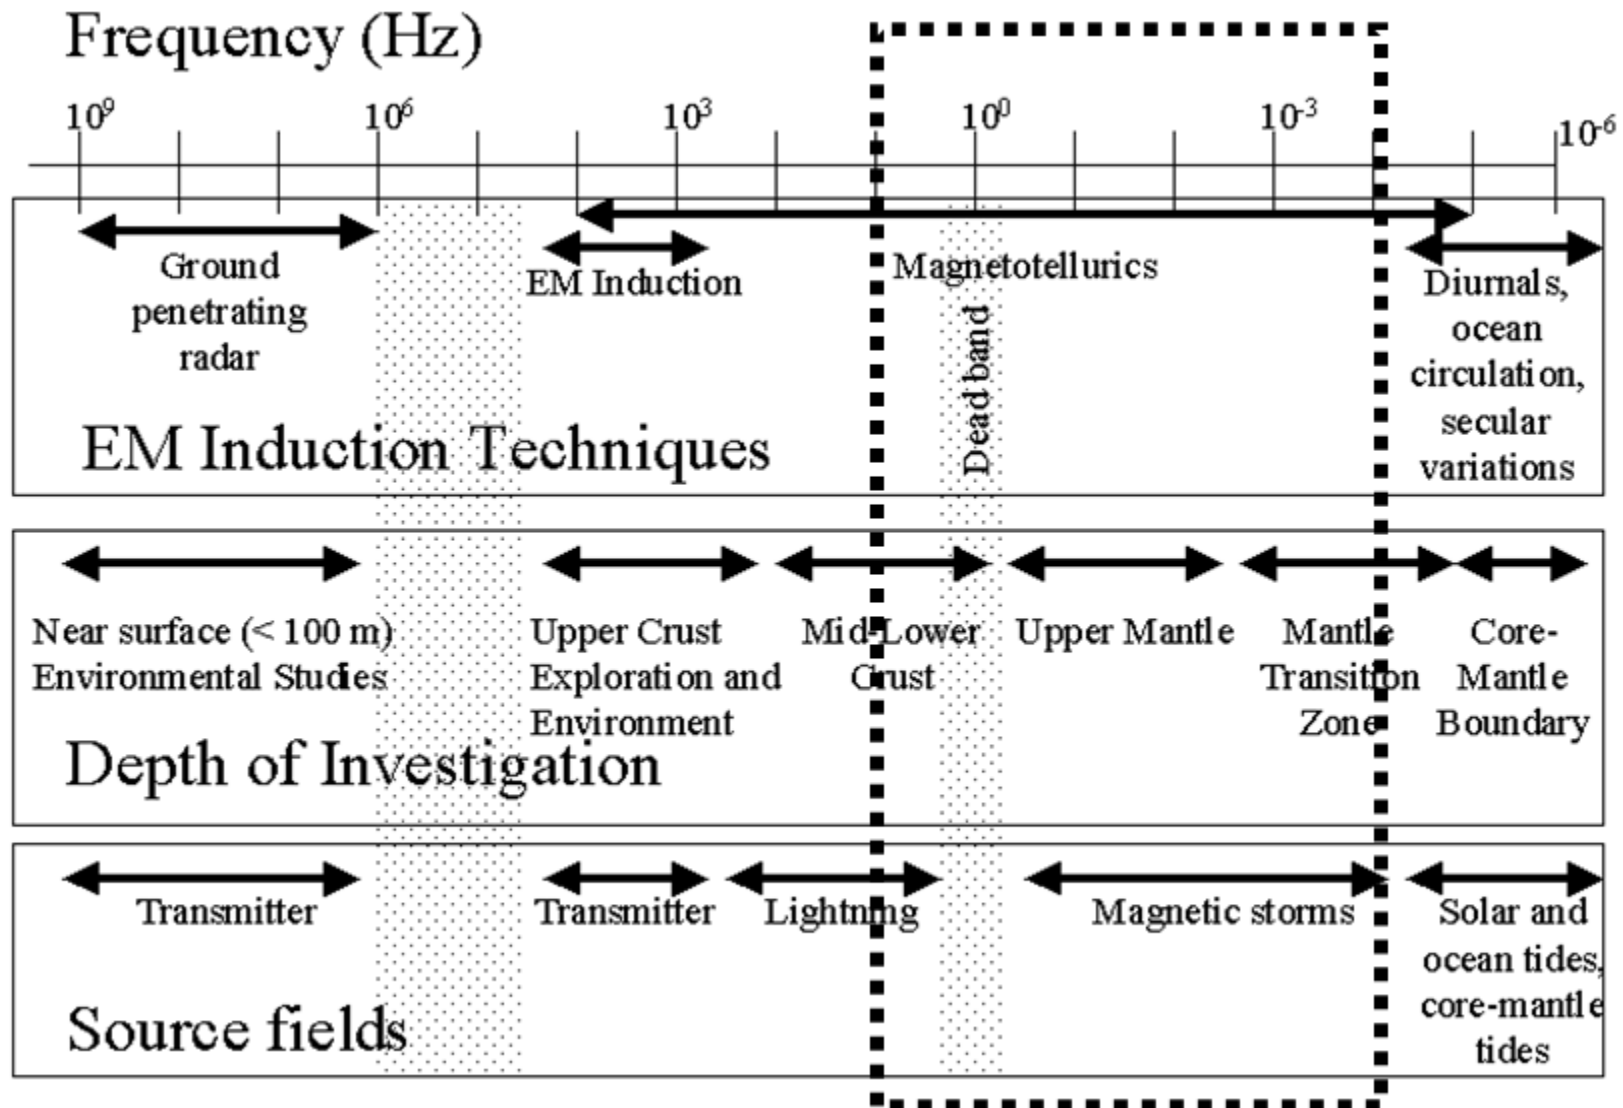 Frequency (Hz)
10⁹ 10⁶ 10³ 10⁰ 10⁻³ 10⁻⁶
Ground
penetrating
radar
EM Induction
Magnetotellurics
Dead band
Diurnals,
ocean
circulation,
secular
variations
EM Induction Techniques
Near surface (< 100 m)
Environmental Studies
Upper Crust
Exploration and
Environment
Mid-Lower
Crust
Upper Mantle
Mantle
Transition
Zone
Core-
Mantle
Boundary
Depth of Investigation
Transmitter
Transmitter
Lightning
Magnetic storms
Solar and
ocean tides,
core-mantle
tides
Source fields